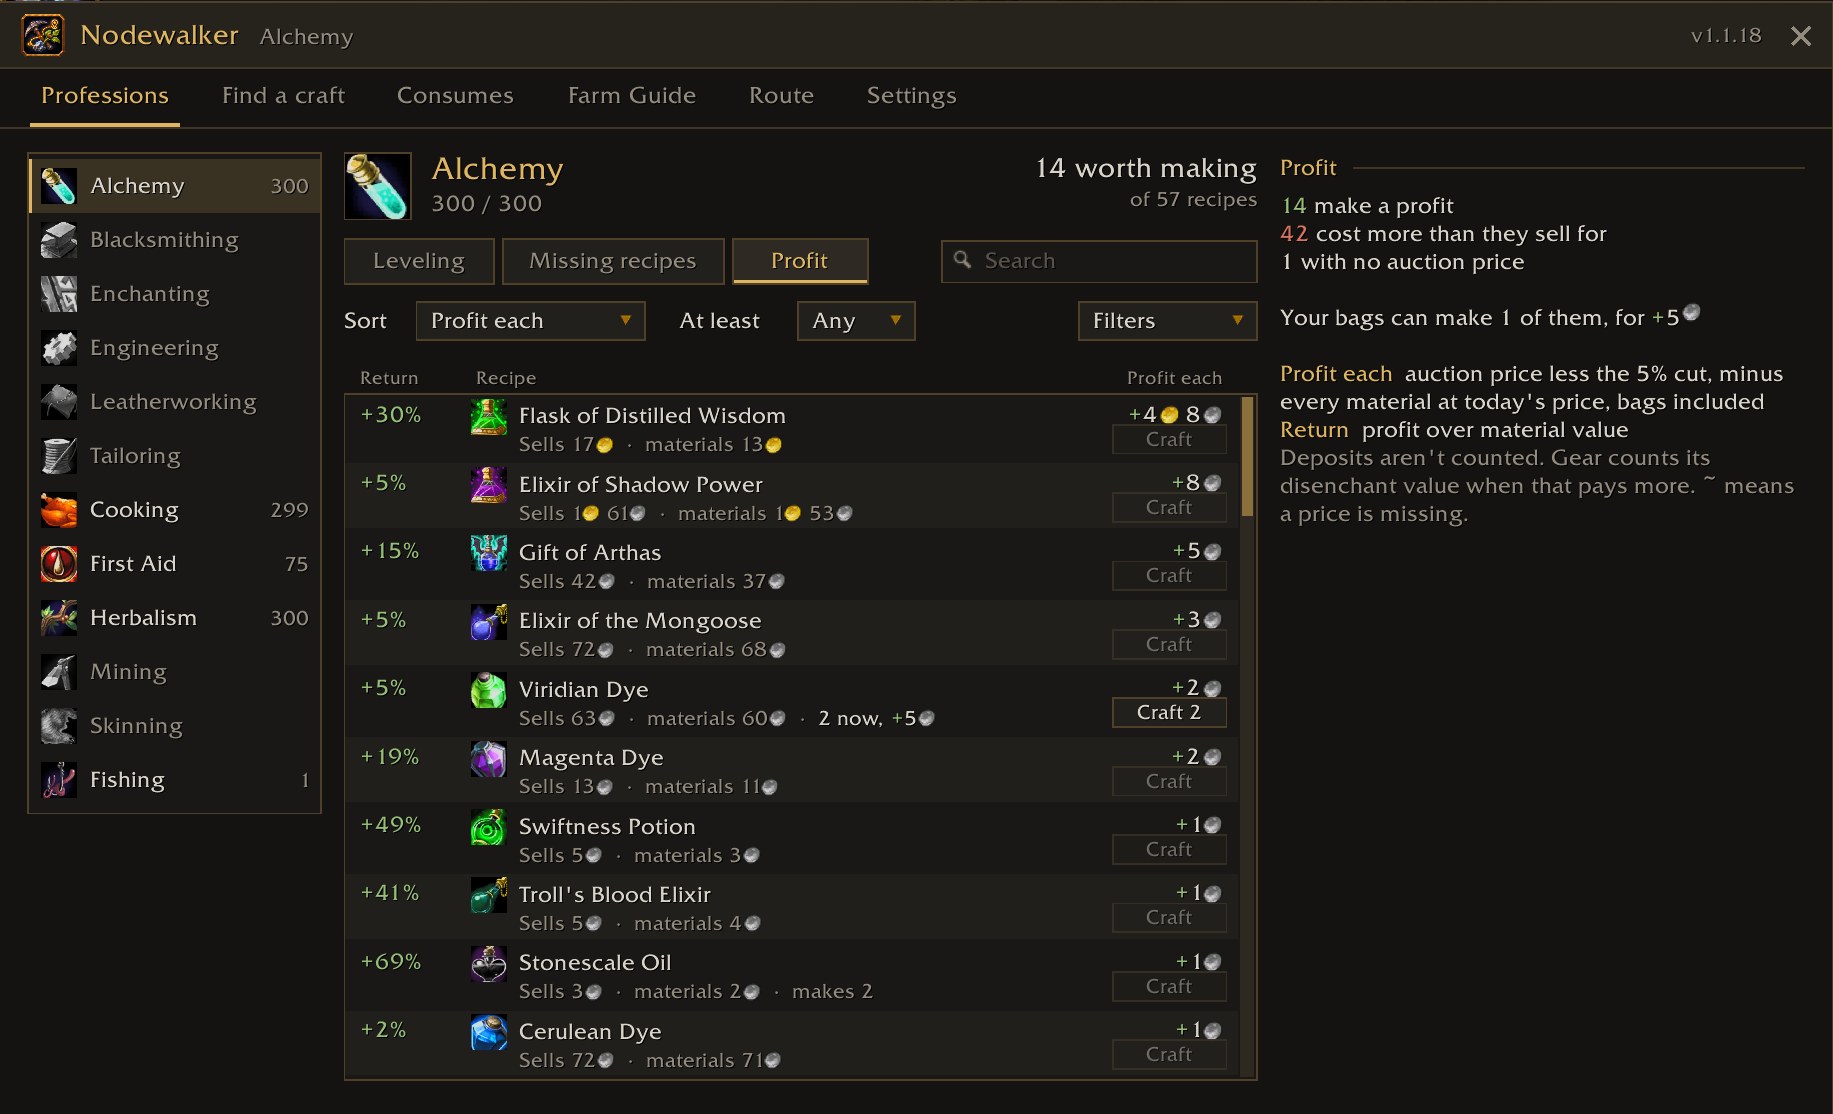 Nodewalker Alchemy v1.1.18
Professions Find a craft Consumes Farm Guide Route Settings
Alchemy 300
Blacksmithing
Enchanting
Engineering
Leatherworking
Tailoring
Cooking 299
First Aid 75
Herbalism 300
Mining
Skinning
Fishing 1
Alchemy
300 / 300
14 worth making
of 57 recipes
Leveling Missing recipes Profit Search
Sort Profit each At least Any Filters
Return Recipe Profit each
+30% Flask of Distilled Wisdom +4 8
Sells 17 · materials 13 Craft
+5% Elixir of Shadow Power +8
Sells 1 61 · materials 1 53 Craft
+15% Gift of Arthas +5
Sells 42 · materials 37 Craft
+5% Elixir of the Mongoose +3
Sells 72 · materials 68 Craft
+5% Viridian Dye +2
Sells 63 · materials 60 · 2 now, +5 Craft 2
+19% Magenta Dye +2
Sells 13 · materials 11 Craft
+49% Swiftness Potion +1
Sells 5 · materials 3 Craft
+41% Troll's Blood Elixir +1
Sells 5 · materials 4 Craft
+69% Stonescale Oil +1
Sells 3 · materials 2 · makes 2 Craft
+2% Cerulean Dye +1
Sells 72 · materials 71 Craft
Profit
14 make a profit
42 cost more than they sell for
1 with no auction price
Your bags can make 1 of them, for +5
Profit each auction price less the 5% cut, minus
every material at today's price, bags included
Return profit over material value
Deposits aren't counted. Gear counts its
disenchant value when that pays more. ~ means
a price is missing.